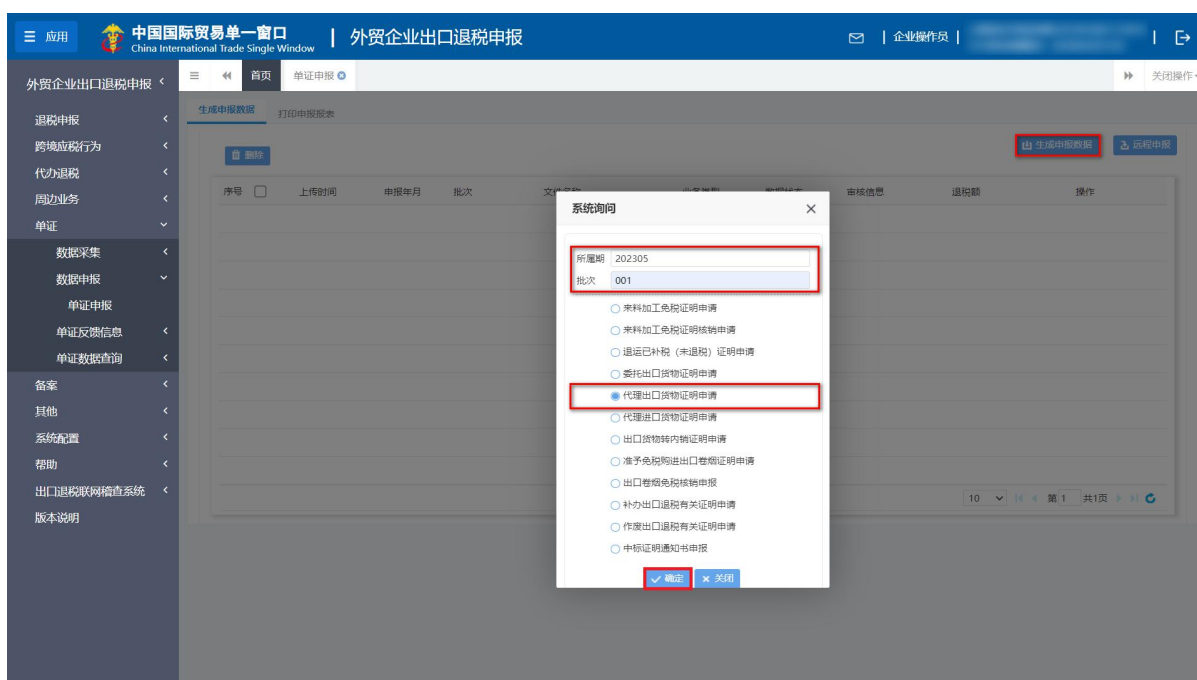 应用 中国国际贸易单一窗口 外贸企业出口退税申报 企业操作员
China International Trade Single Window
外贸企业出口退税申报 首页 单证申报 关闭操作
退税申报
跨境应税行为
代办退税
周边业务
单证
数据采集
数据申报
单证申报
单证反馈信息
单证数据查询
备案
其他
系统配置
帮助
出口退税联网稽查系统
版本说明
生成申报数据 打印申报报表
删除 生成申报数据 远程申报
序号 上传时间 申报年月 批次 审核信息 退税额 操作
系统询问
所属期 202305
批次 001
来料加工免税证明申请
来料加工免税证明核销申请
退运已补税（未退税）证明申请
委托出口货物证明申请
代理出口货物证明申请
代理进口货物证明申请
出口货物转内销证明申请
准予免税购进出口卷烟证明申请
出口卷烟免税核销申报
补办出口退税有关证明申请
作废出口退税有关证明申请
中标证明通知书申报
确定 关闭
10 第 1 共1页